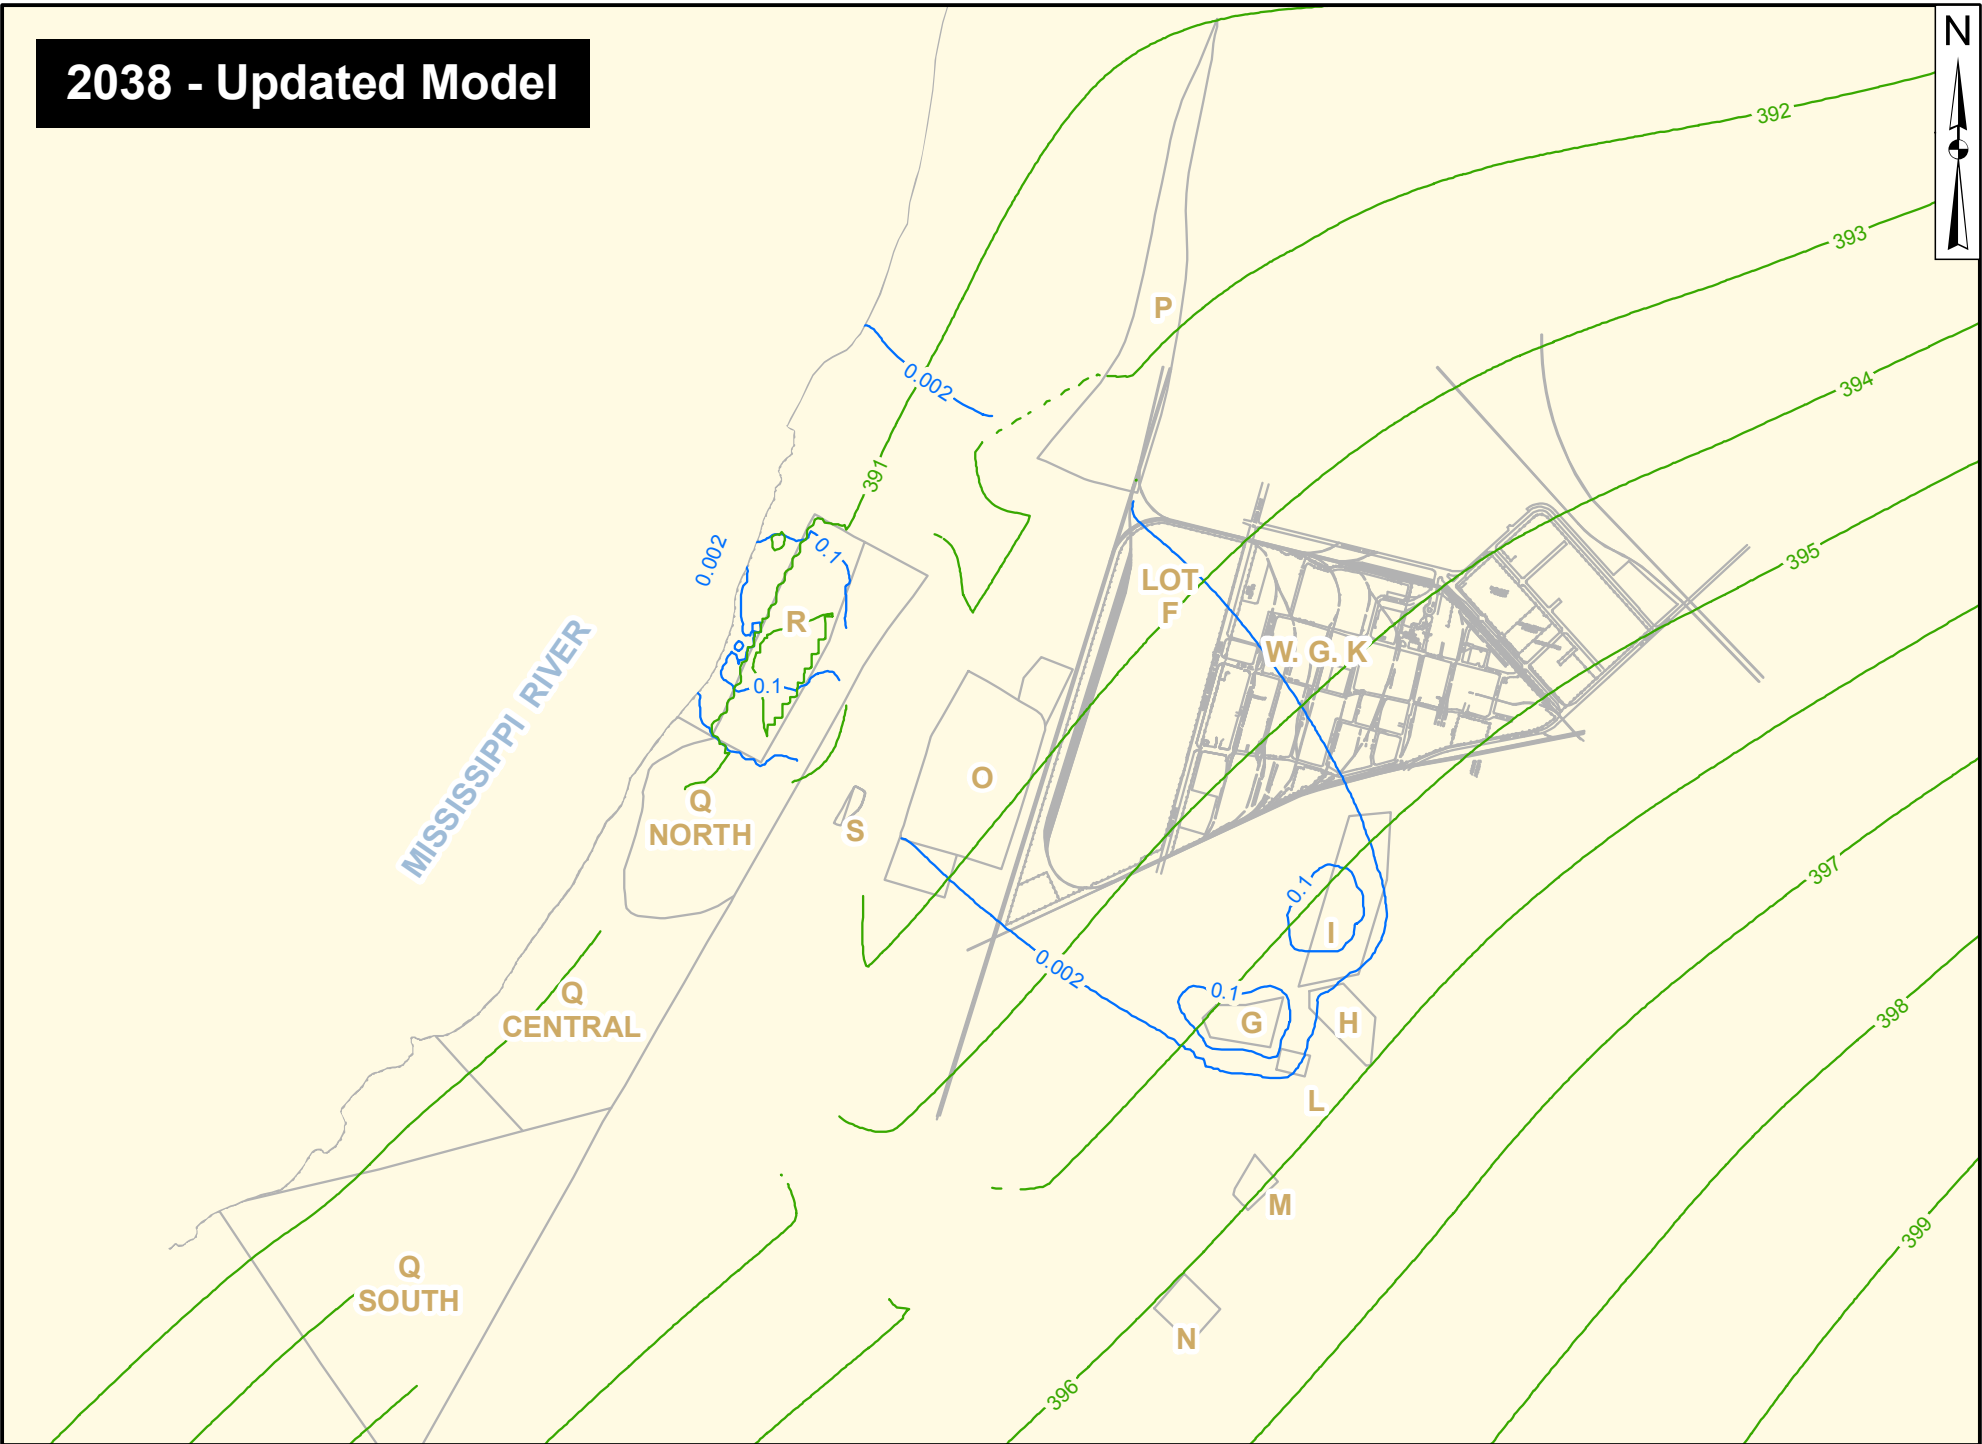 2038 - Updated Model
N
392
393
394
395
397
398
399
396
391
P
0.002
0.002
0.1
R
0.1
MISSISSIPPI RIVER
LOT
F
W. G. K
O
S
Q
NORTH
0.1
I
0.002
0.1
G
H
Q
CENTRAL
L
M
N
Q
SOUTH